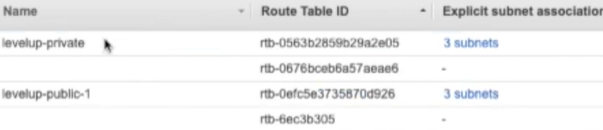 Name Route Table ID Explicit subnet association
levelup-private rtb-0563b2859b29a2e05 3 subnets
rtb-0676bceb6a57aeae6 -
levelup-public-1 rtb-0efc5e3735870d926 3 subnets
rtb-6ec3b305 -